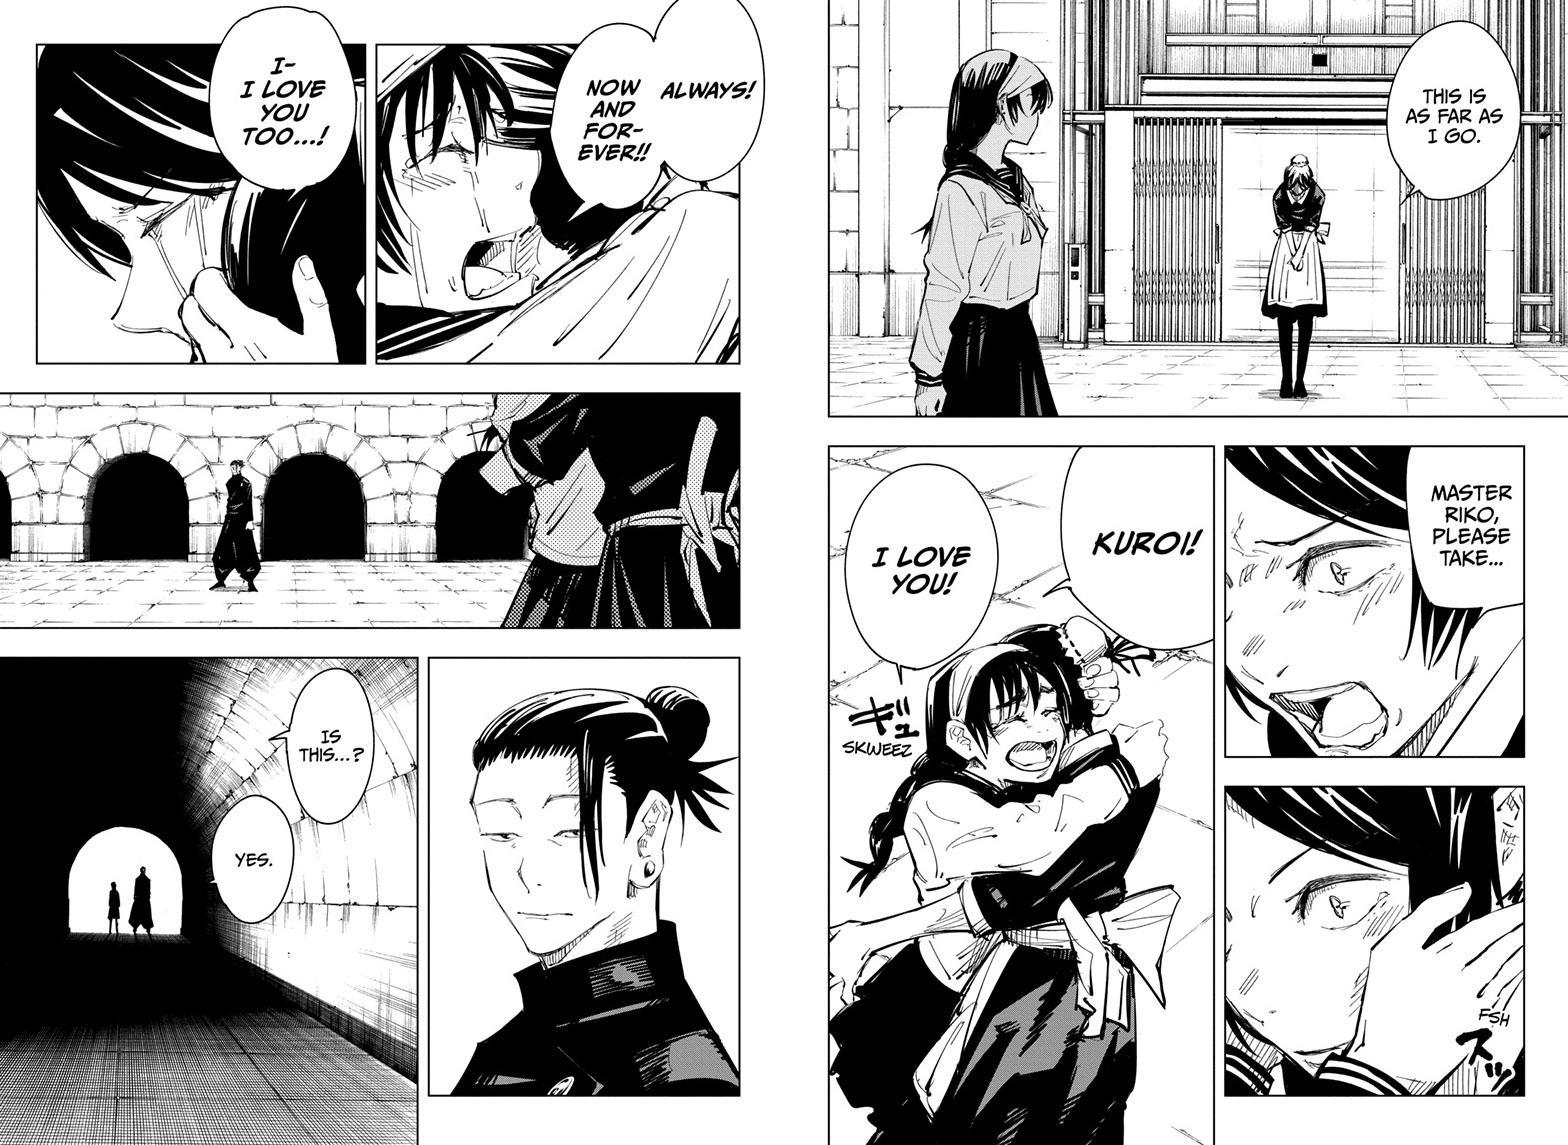 THIS IS
AS FAR AS
I GO.
MASTER
RIKO,
PLEASE
TAKE...
FSH
スッ
KUROI!
I LOVE
YOU!
ギュ
SKWEEZ
ALWAYS!
NOW
AND
FOR-
EVER!!
I-
I LOVE
YOU
TOO...!
IS
THIS...?
YES.